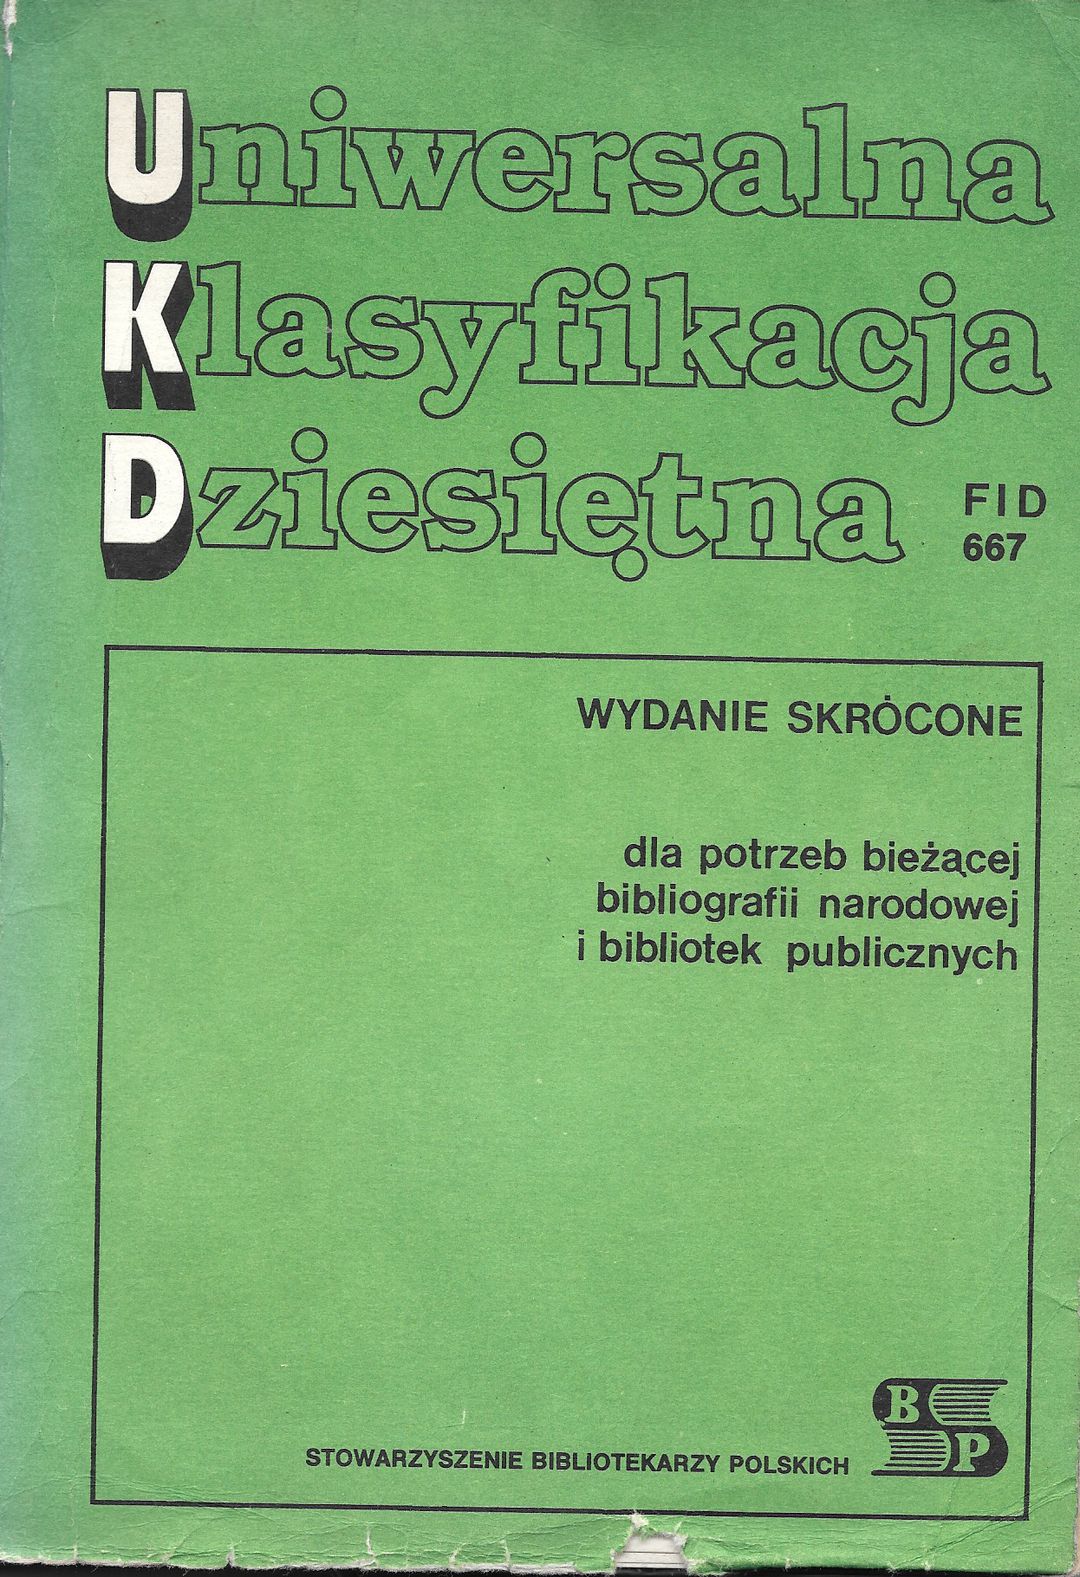 Uniwersalna
Klasyfikacja
Dziesiętna
FID
667
WYDANIE SKRÓCONE
dla potrzeb bieżącej
bibliografii narodowej
i bibliotek publicznych
STOWARZYSZENIE BIBLIOTEKARZY POLSKICH
B
P